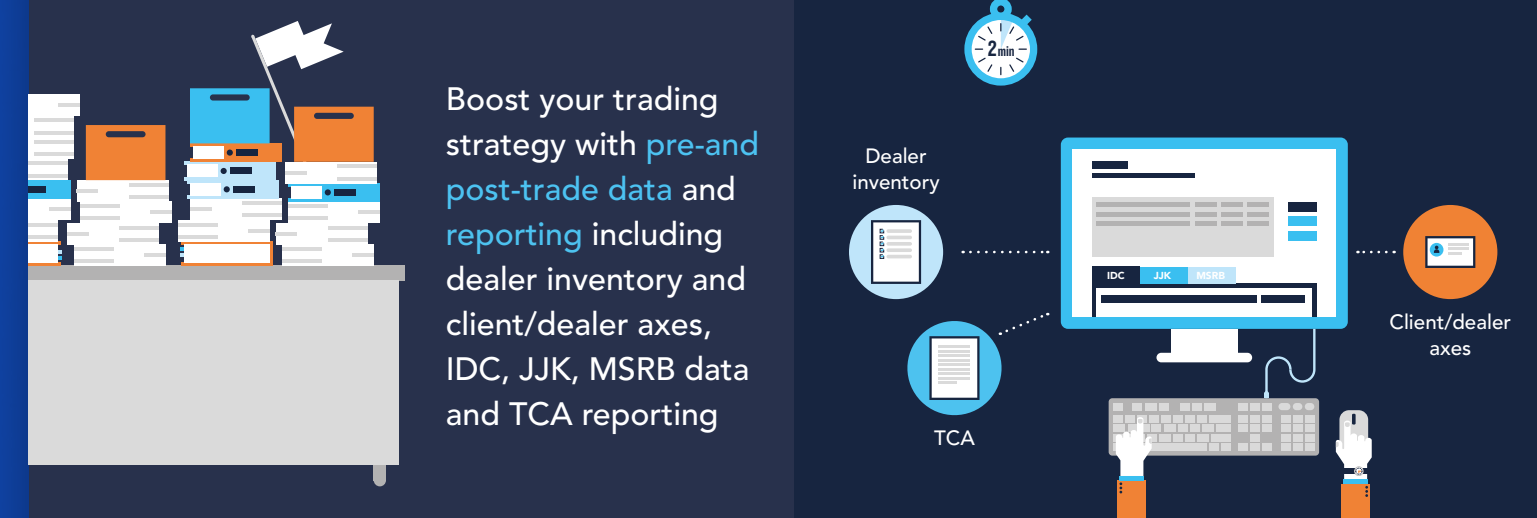 Boost your trading
strategy with pre-and
post-trade data and
reporting including
dealer inventory and
client/dealer axes,
IDC, JJK, MSRB data
and TCA reporting
2 min
Dealer
inventory
IDC JJK MSRB
Client/dealer
axes
TCA